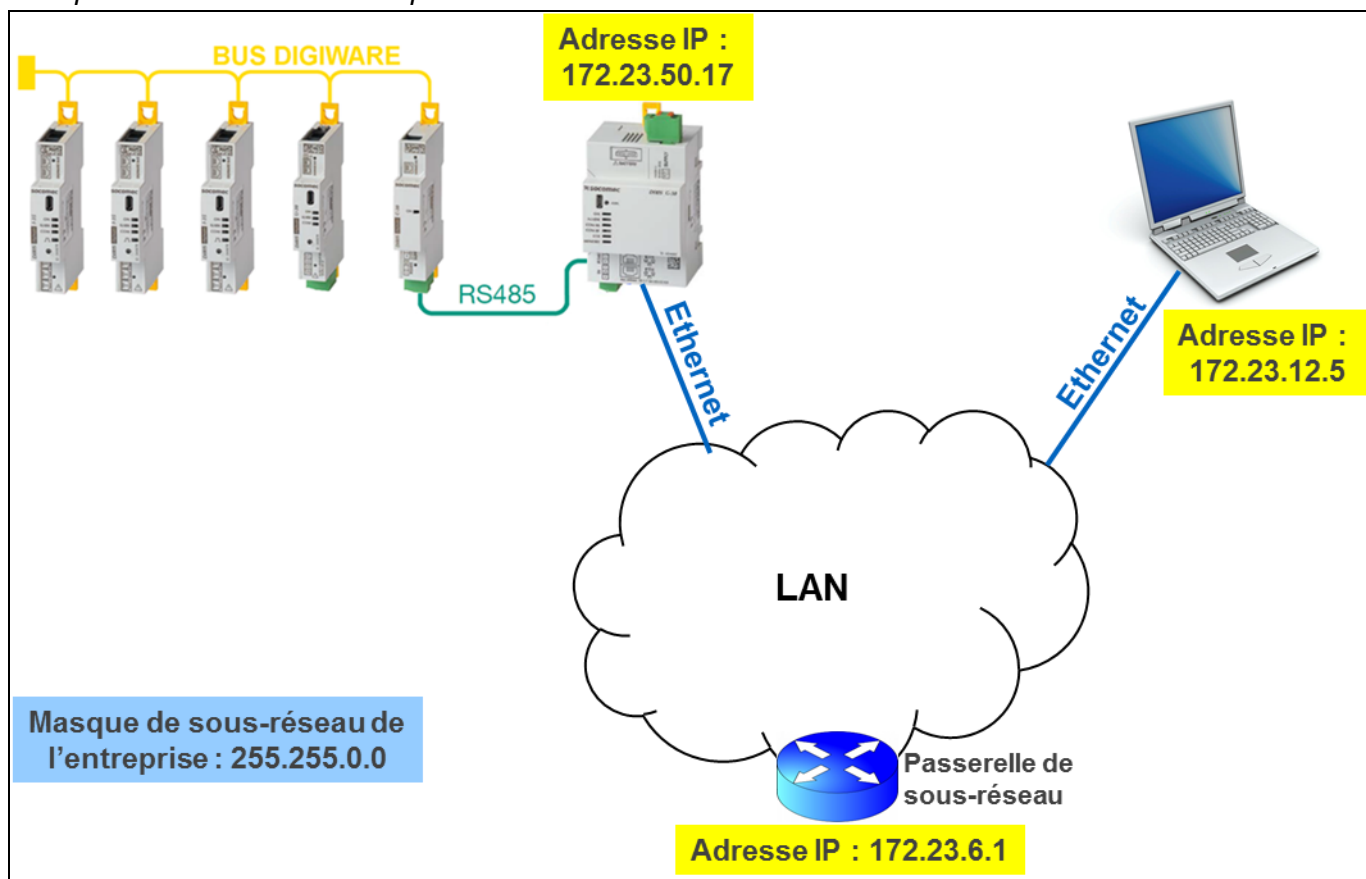 BUS DIGIWARE
Adresse IP :
172.23.50.17
RS485
Ethernet
Ethernet
Adresse IP :
172.23.12.5
LAN
Masque de sous-réseau de
l'entreprise : 255.255.0.0
Passerelle de
sous-réseau
Adresse IP : 172.23.6.1